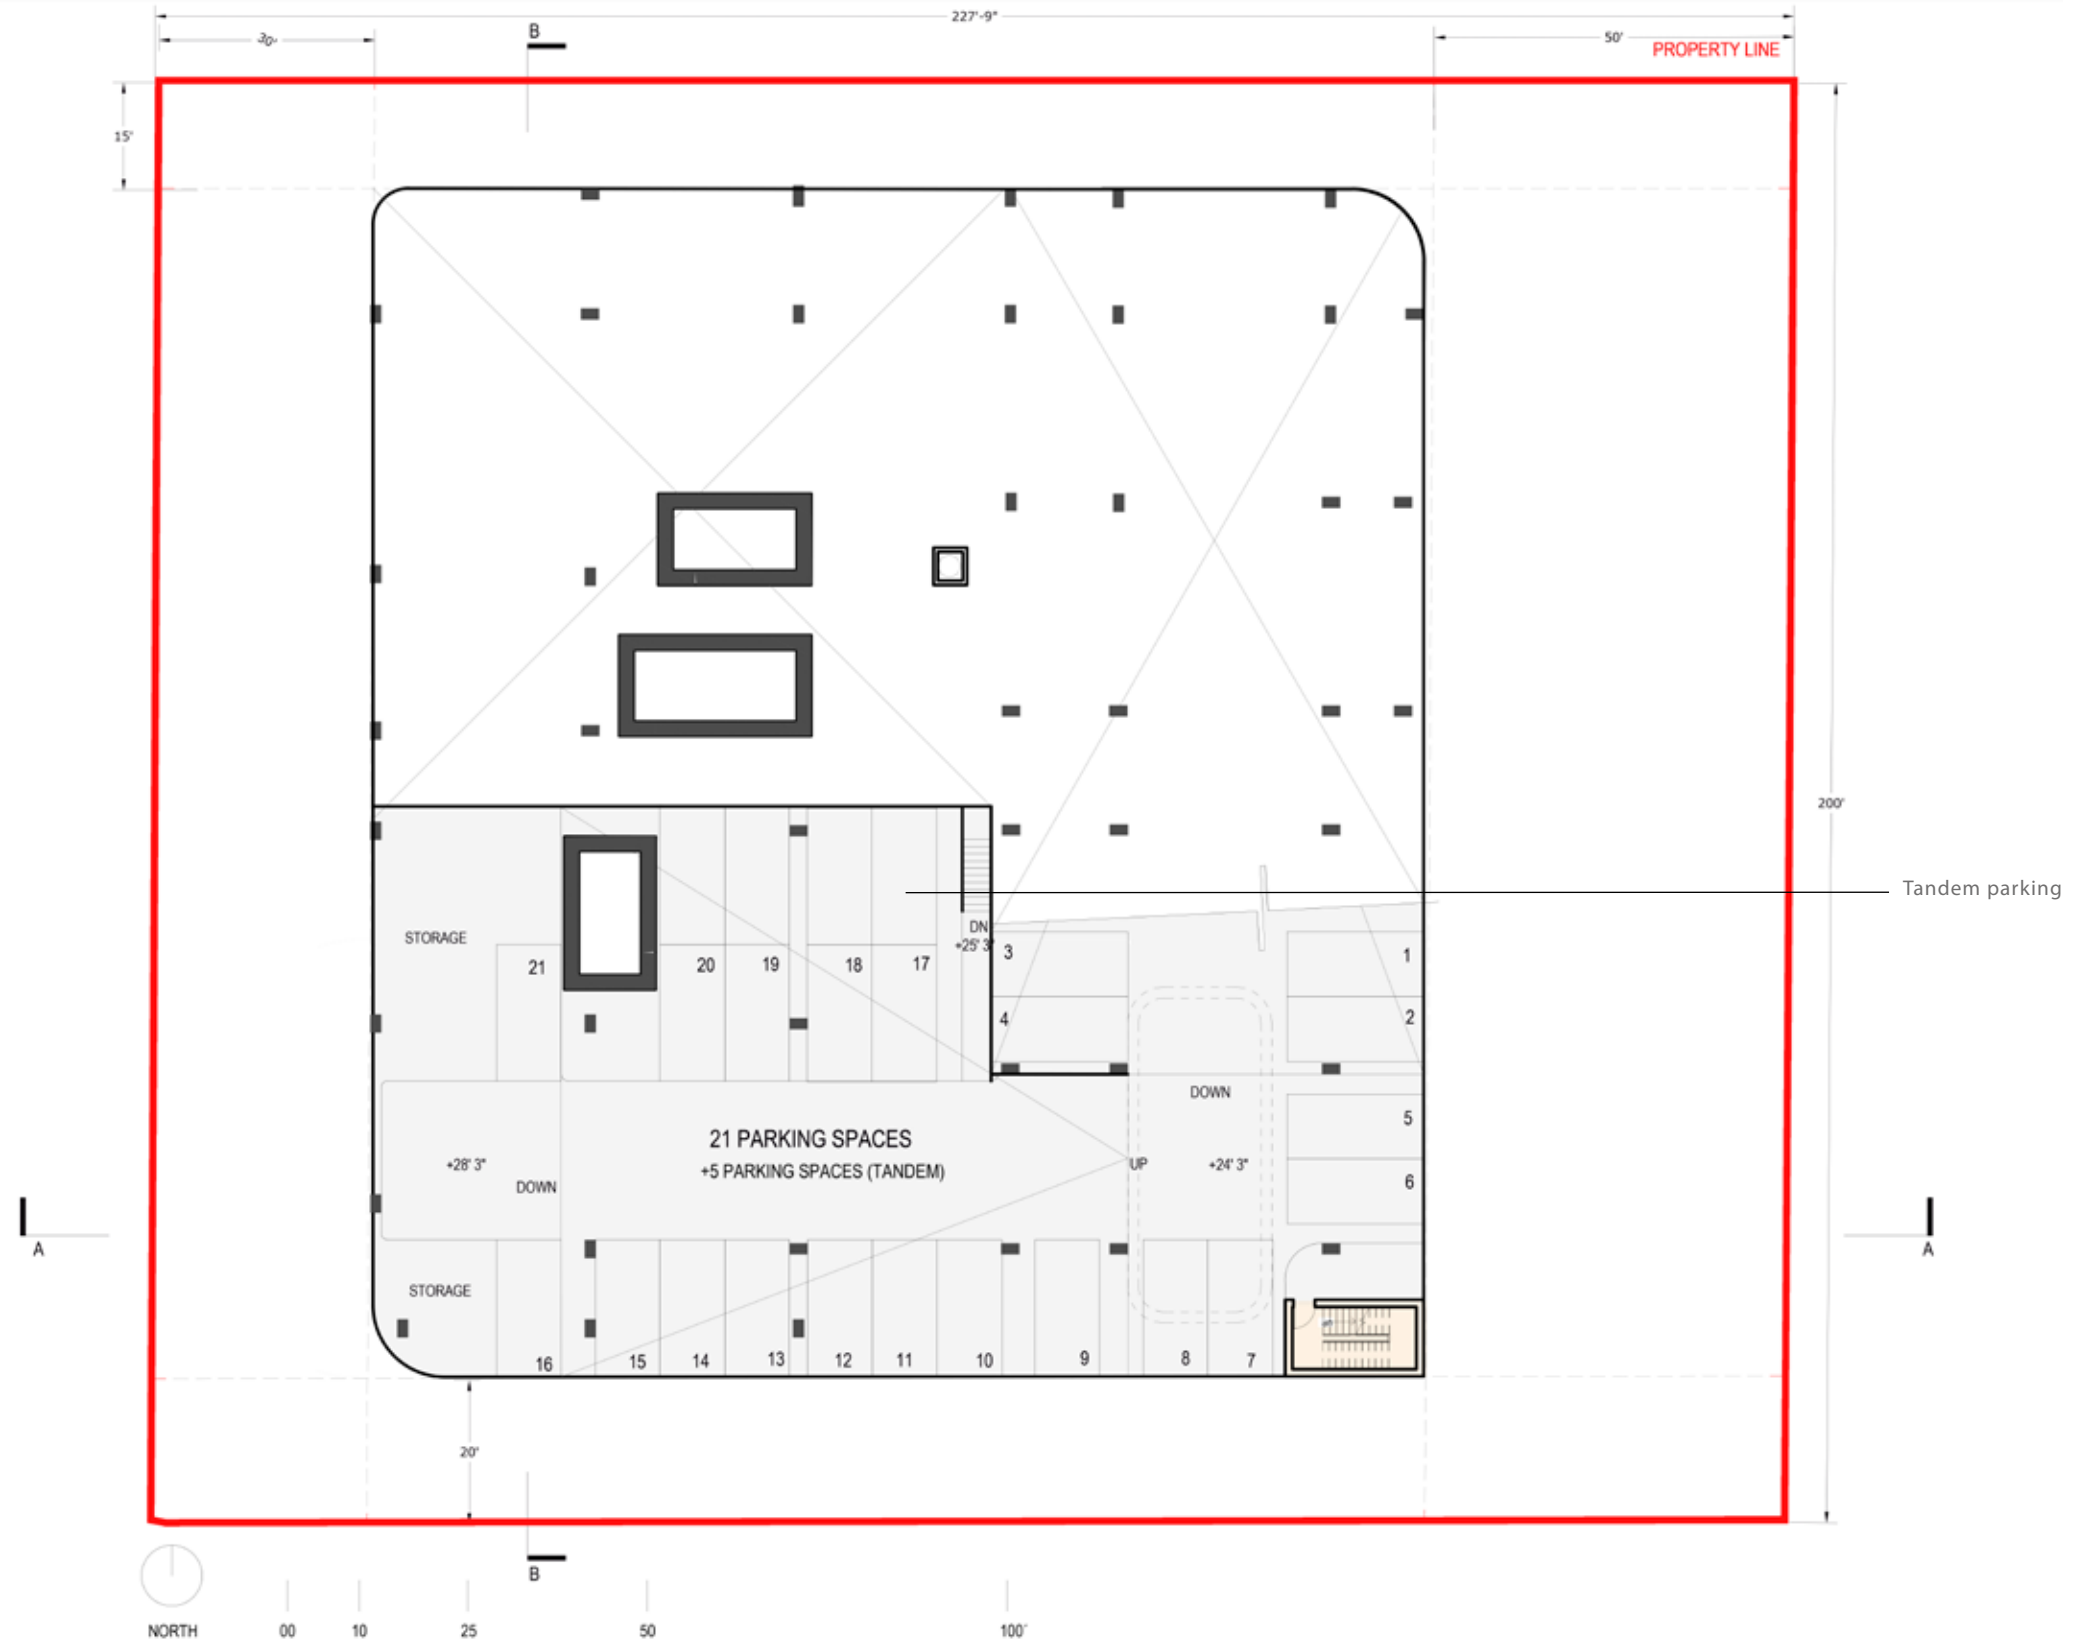 227'-9"
B
30'
50'
PROPERTY LINE
15'
200'
Tandem parking
DN
+25' 3"
STORAGE
3
1
21
20
19
18
17
4
2
DOWN
5
21 PARKING SPACES
+28' 3"
+5 PARKING SPACES (TANDEM)
UP
+24' 3"
DOWN
6
A
A
STORAGE
16
15
14
13
12
11
10
9
8
7
20'
B
NORTH
00
10
25
50
100'